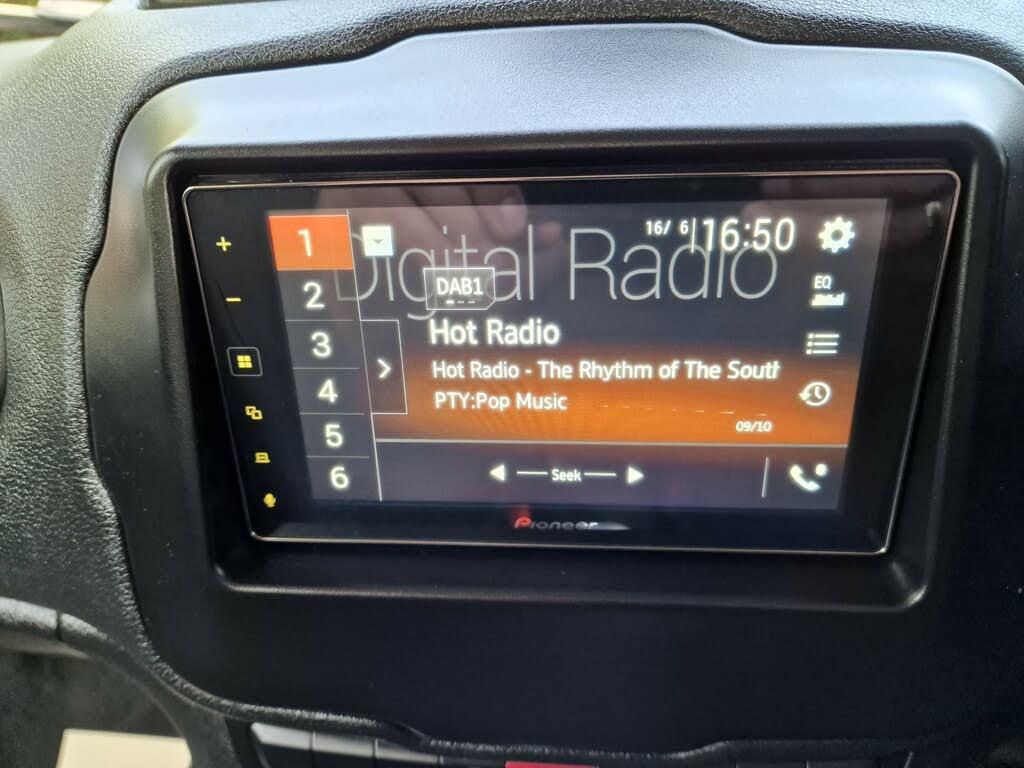 16/ 6 16:50
Digital Radio
EQ
DAB1
Hot Radio
Hot Radio - The Rhythm of The South
PTY:Pop Music
09/10
Seek
1
2
3
4
5
6
Pioneer